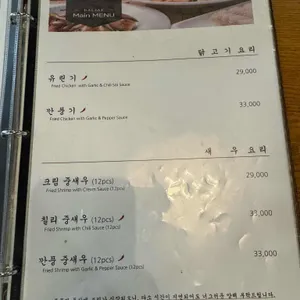 Main MENU
닭 고 기 요 리
유 린 기
29,000
Fried Chicken with Garlic & Chili Soi Sauce
깐 풍 기
33,000
Fried Chicken with Garlic & Pepper Sauce
새 우 요 리
크림 중새우 (12pcs)
29,000
Fried Shrimp with Cream Sauce (12pcs)
칠리 중새우 (12pcs)
33,000
Fried Shrimp with Chili Sauce (12pcs)
깐풍 중새우 (12pcs)
33,000
Fried Shrimp with Garlic & Pepper Sauce (12pcs)